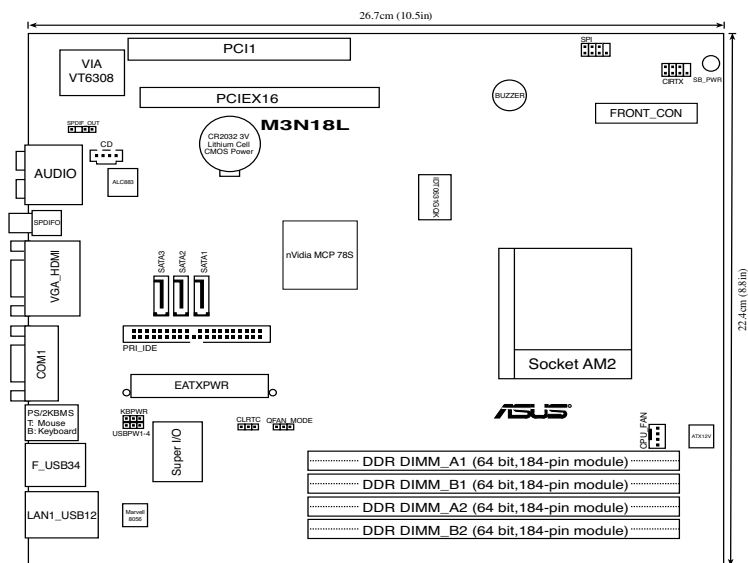 26.7cm (10.5in)
VIA
VT6308
PCI1
SPI
CIRTX
SB_PWR
PCIEX16
BUZZER
FRONT_CON
SPDIF_OUT
M3N18L
CR2032 3V
Lithium Cell
CMOS Power
CD
AUDIO
ALC883
SPDIFO
nVidia MCP 78S
VGA_HDMI
SATA3
SATA2
SATA1
22.4cm (8.8in)
PRI_IDE
COM1
Socket AM2
EATXPWR
PS/2KBMS
T: Mouse
B: Keyboard
KBPWR
USBPW1-4
CLRTC
QFAN_MODE
ASUS
CPU_FAN
ATX12V
Super I/O
F_USB34
DDR DIMM_A1 (64 bit,184-pin module)
DDR DIMM_B1 (64 bit,184-pin module)
LAN1_USB12
Marvell
8056
DDR DIMM_A2 (64 bit,184-pin module)
DDR DIMM_B2 (64 bit,184-pin module)